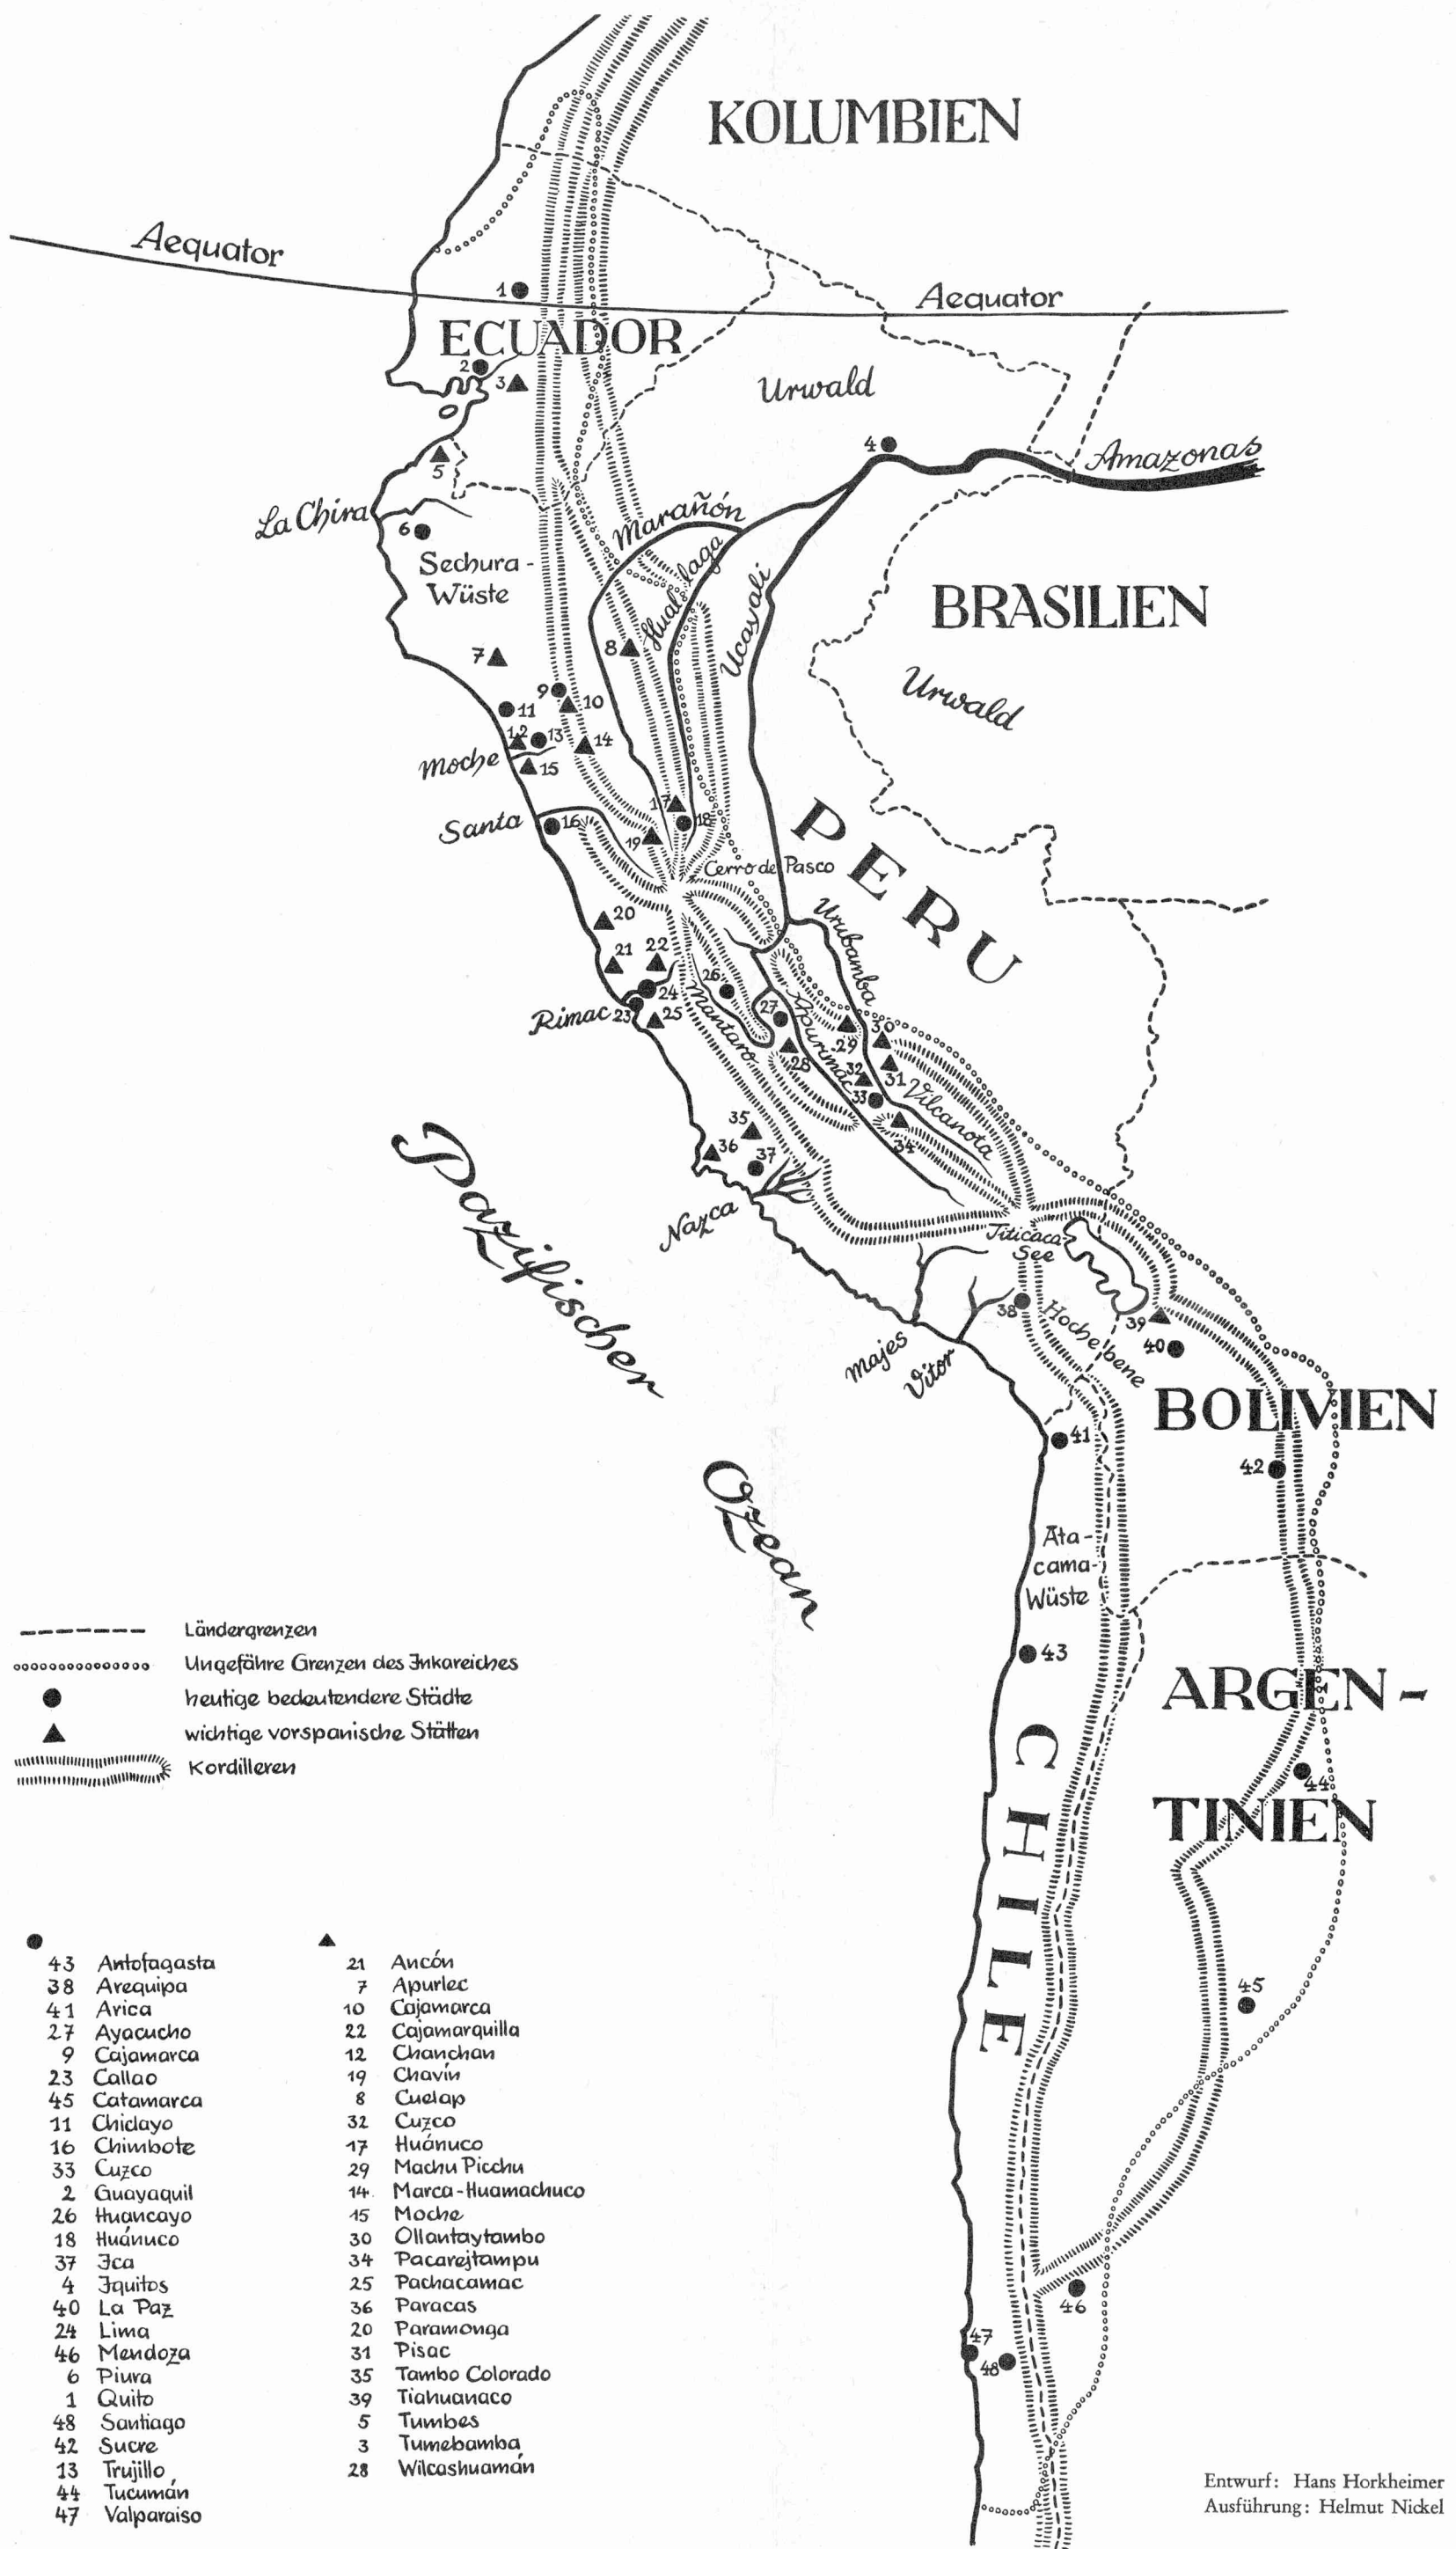 KOLUMBIEN
Aequator
Aequator
1
ECUADOR
2
3
Urwald
4
Amazonas
5
La Chira
6
Marañón
Sechura-
Wüste
Huallaga
Ucayali
BRASILIEN
Urwald
7
8
9
10
11
12
13
14
Moche
15
Santa
16
17
18
19
Cerro de Pasco
PERU
20
21
22
Urubamba
Rimac
23
24
25
26
Mantaro
27
Apurimac
28
29
30
31
32
33
Vilcanota
34
35
36
37
Nazca
Pazifischer
Ozean
Titicaca-
See
38
Hochebene
39
40
Majes
Vitor
BOLIVIEN
41
42
Ata-
cama-
Wüste
43
ARGEN-
TINIEN
44
CHILE
45
46
47
48
Ländergrenzen
Ungefähre Grenzen des Inkareiches
heutige bedeutendere Städte
wichtige vorspanische Stätten
Kordilleren
43 Antofagasta
38 Arequipa
41 Arica
27 Ayacucho
9 Cajamarca
23 Callao
45 Catamarca
11 Chiclayo
16 Chimbote
33 Cuzco
2 Guayaquil
26 Huancayo
18 Huánuco
37 Ica
4 Iquitos
40 La Paz
24 Lima
46 Mendoza
6 Piura
1 Quito
48 Santiago
42 Sucre
13 Trujillo
44 Tucumán
47 Valparaiso
21 Ancón
7 Apurlec
10 Cajamarca
22 Cajamarquilla
12 Chanchan
19 Chavín
8 Cuelap
32 Cuzco
17 Huánuco
29 Machu Picchu
14 Marca-Huamachuco
15 Moche
30 Ollantaytambo
34 Pacarejtampu
25 Pachacamac
36 Paracas
20 Paramonga
31 Pisac
35 Tambo Colorado
39 Tiahuanaco
5 Tumbes
3 Tumebamba
28 Wilcashuamán
Entwurf: Hans Horkheimer
Ausführung: Helmut Nickel